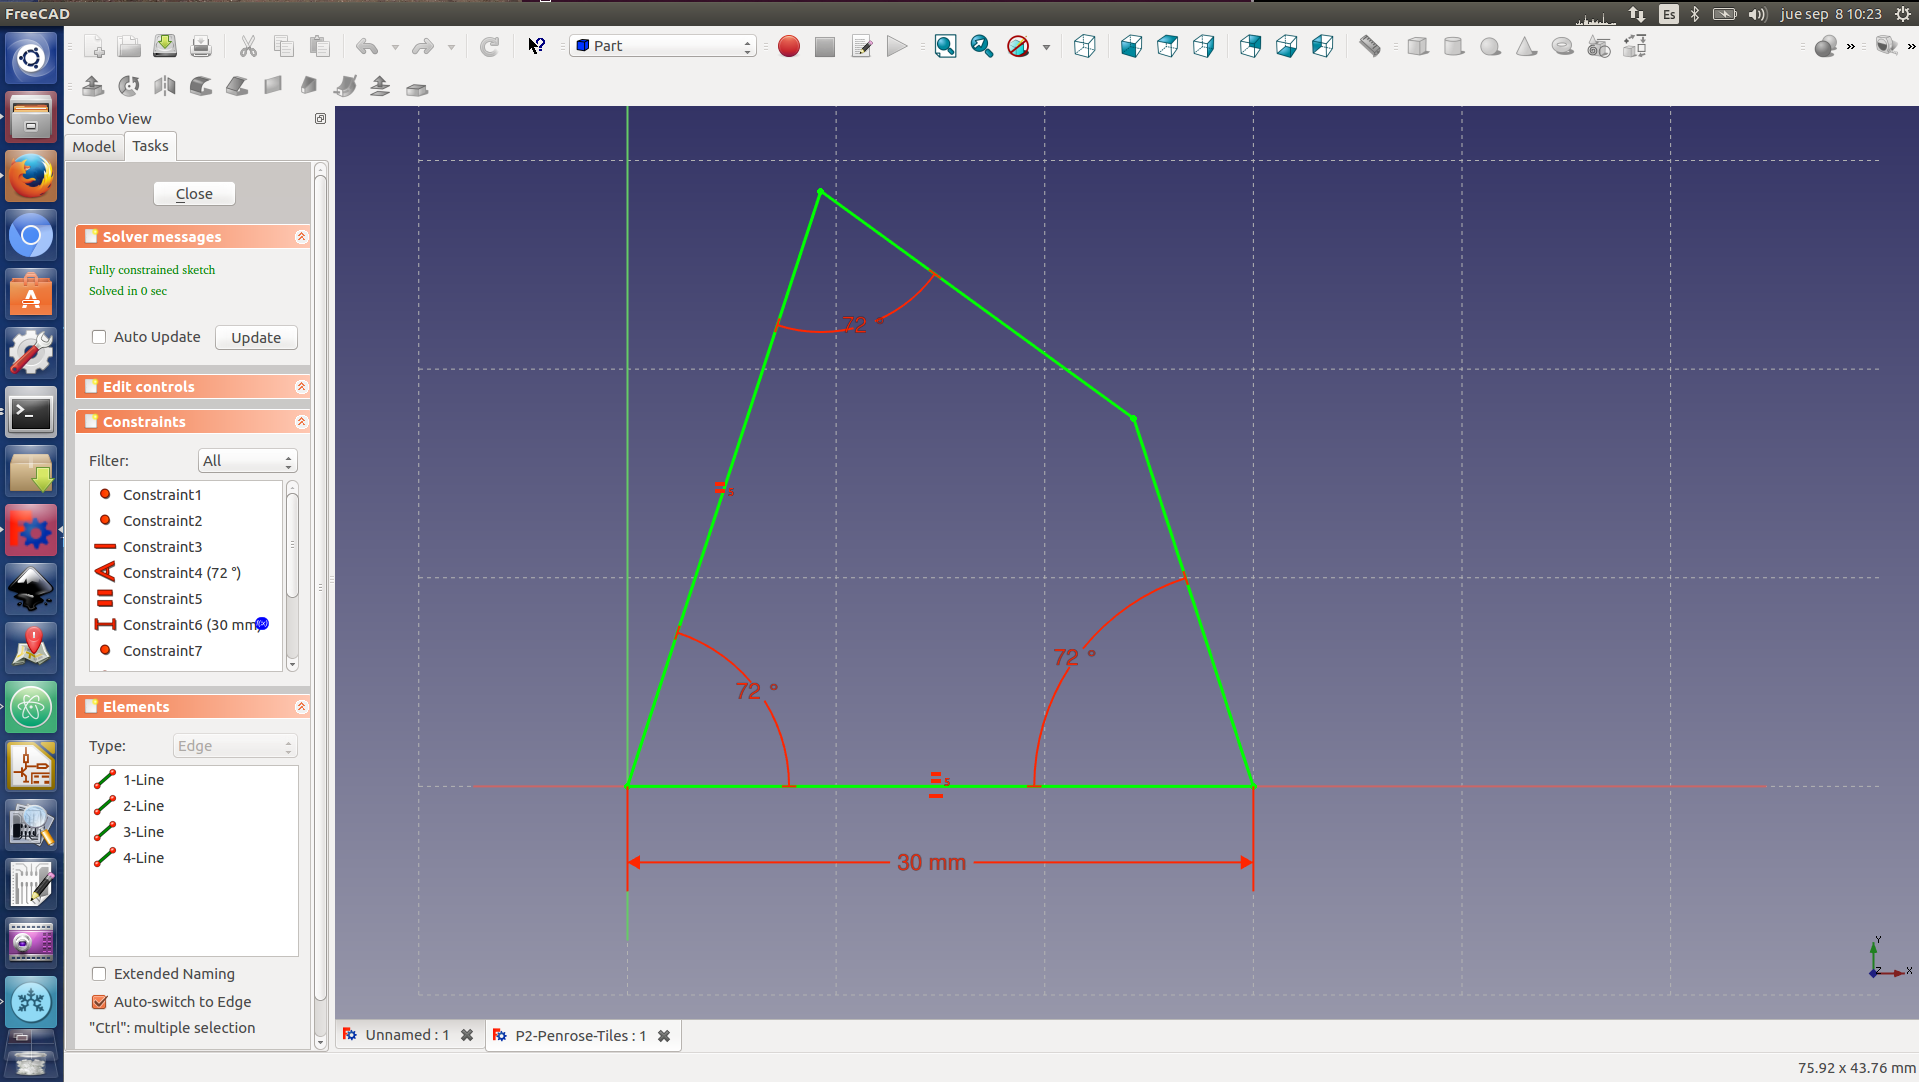 FreeCAD
Es
jue sep 8 10:23
Part
»
»
Combo View
Model
Tasks
Close
Solver messages
Fully constrained sketch
Solved in 0 sec
Auto Update
Update
Edit controls
Constraints
Filter:
All
Constraint1
Constraint2
Constraint3
Constraint4 (72 °)
Constraint5
Constraint6 (30 mm)
Constraint7
Elements
Type:
Edge
1-Line
2-Line
3-Line
4-Line
Extended Naming
Auto-switch to Edge
"Ctrl": multiple selection
72 °
5
72 °
72 °
5
30 mm
Y
Z
X
Unnamed : 1
P2-Penrose-Tiles : 1
75.92 x 43.76 mm